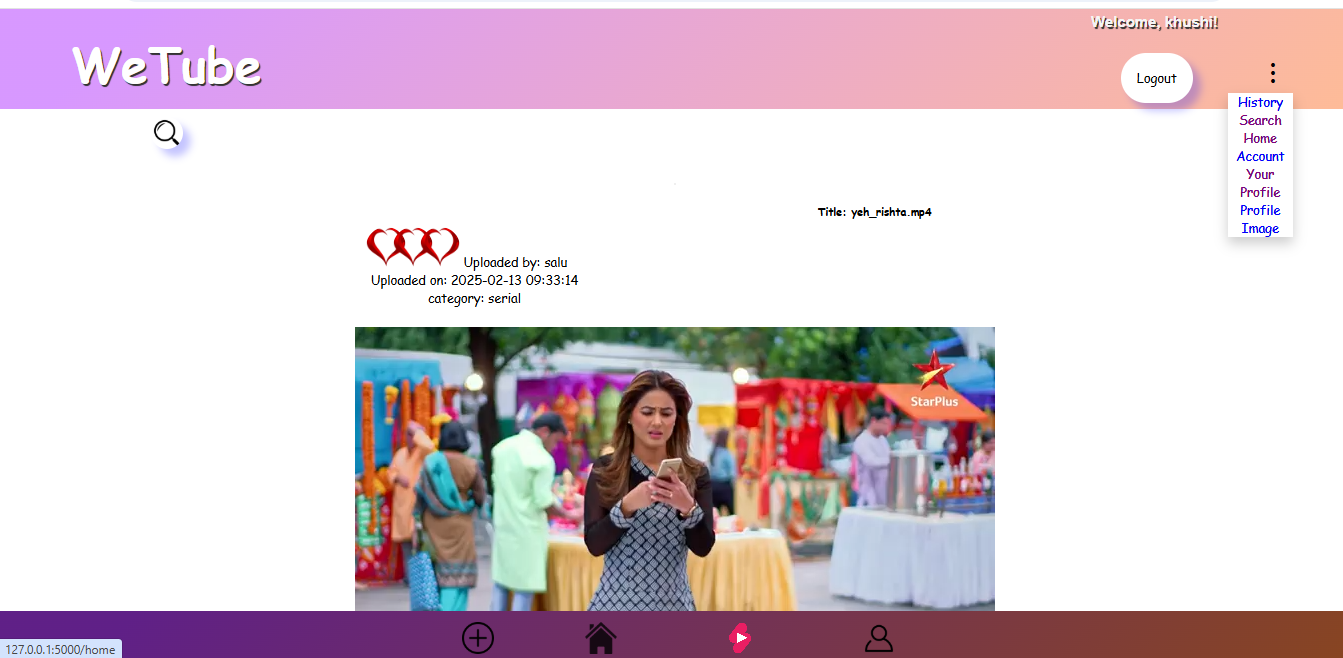 Welcome, khushi!
WeTube
Logout
History
Search
Home
Account
Your
Profile
Profile
Image
Title: yeh_rishta.mp4
Uploaded by: salu
Uploaded on: 2025-02-13 09:33:14
category: serial
StarPlus
127.0.0.1:5000/home